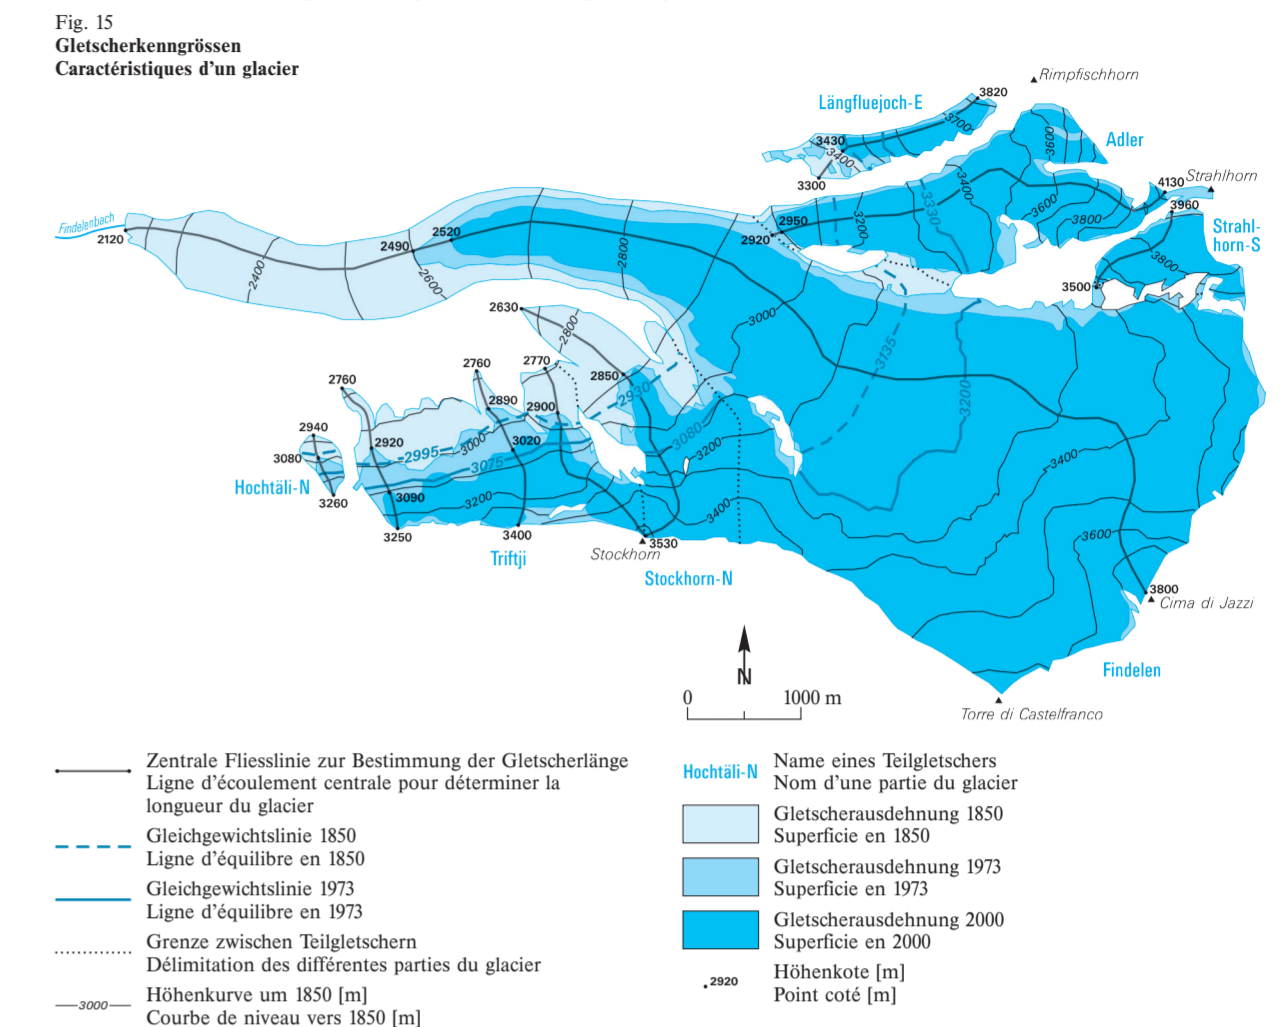 Fig. 15
Gletscherkenngrössen
Caractéristiques d'un glacier
Rimpfischhorn
3820
Längfluejoch-E
3700
3430
3400
3600
Adler
3300
4130
Strahlhorn
3400
3330
3600
3960
3800
Strahl-
horn-S
Findelenbach
2120
2950
2920
3200
2520
2490
2800
3800
2400
2600
3500
2630
2800
3000
3135
2770
2760
2850
2760
2930
3200
2890
2900
2940
2920
3000
3020
3080
3200
2995
3075
3400
3080
Hochtäli-N
3090
3200
3260
3400
3250
3400
3600
Triftji
Stockhorn
3530
Stockhorn-N
3800
Cima di Jazzi
N
Findelen
0
1000 m
Torre di Castelfranco
Zentrale Fliesslinie zur Bestimmung der Gletscherlänge
Ligne d'écoulement centrale pour déterminer la
longueur du glacier
Gleichgewichtslinie 1850
Ligne d'équilibre en 1850
Gleichgewichtslinie 1973
Ligne d'équilibre en 1973
Grenze zwischen Teilgletschern
Délimitation des différentes parties du glacier
3000
Höhenkurve um 1850 [m]
Courbe de niveau vers 1850 [m]
Hochtäli-N
Name eines Teilgletschers
Nom d'une partie du glacier
Gletscherausdehnung 1850
Superficie en 1850
Gletscherausdehnung 1973
Superficie en 1973
Gletscherausdehnung 2000
Superficie en 2000
2920
Höhenkote [m]
Point coté [m]